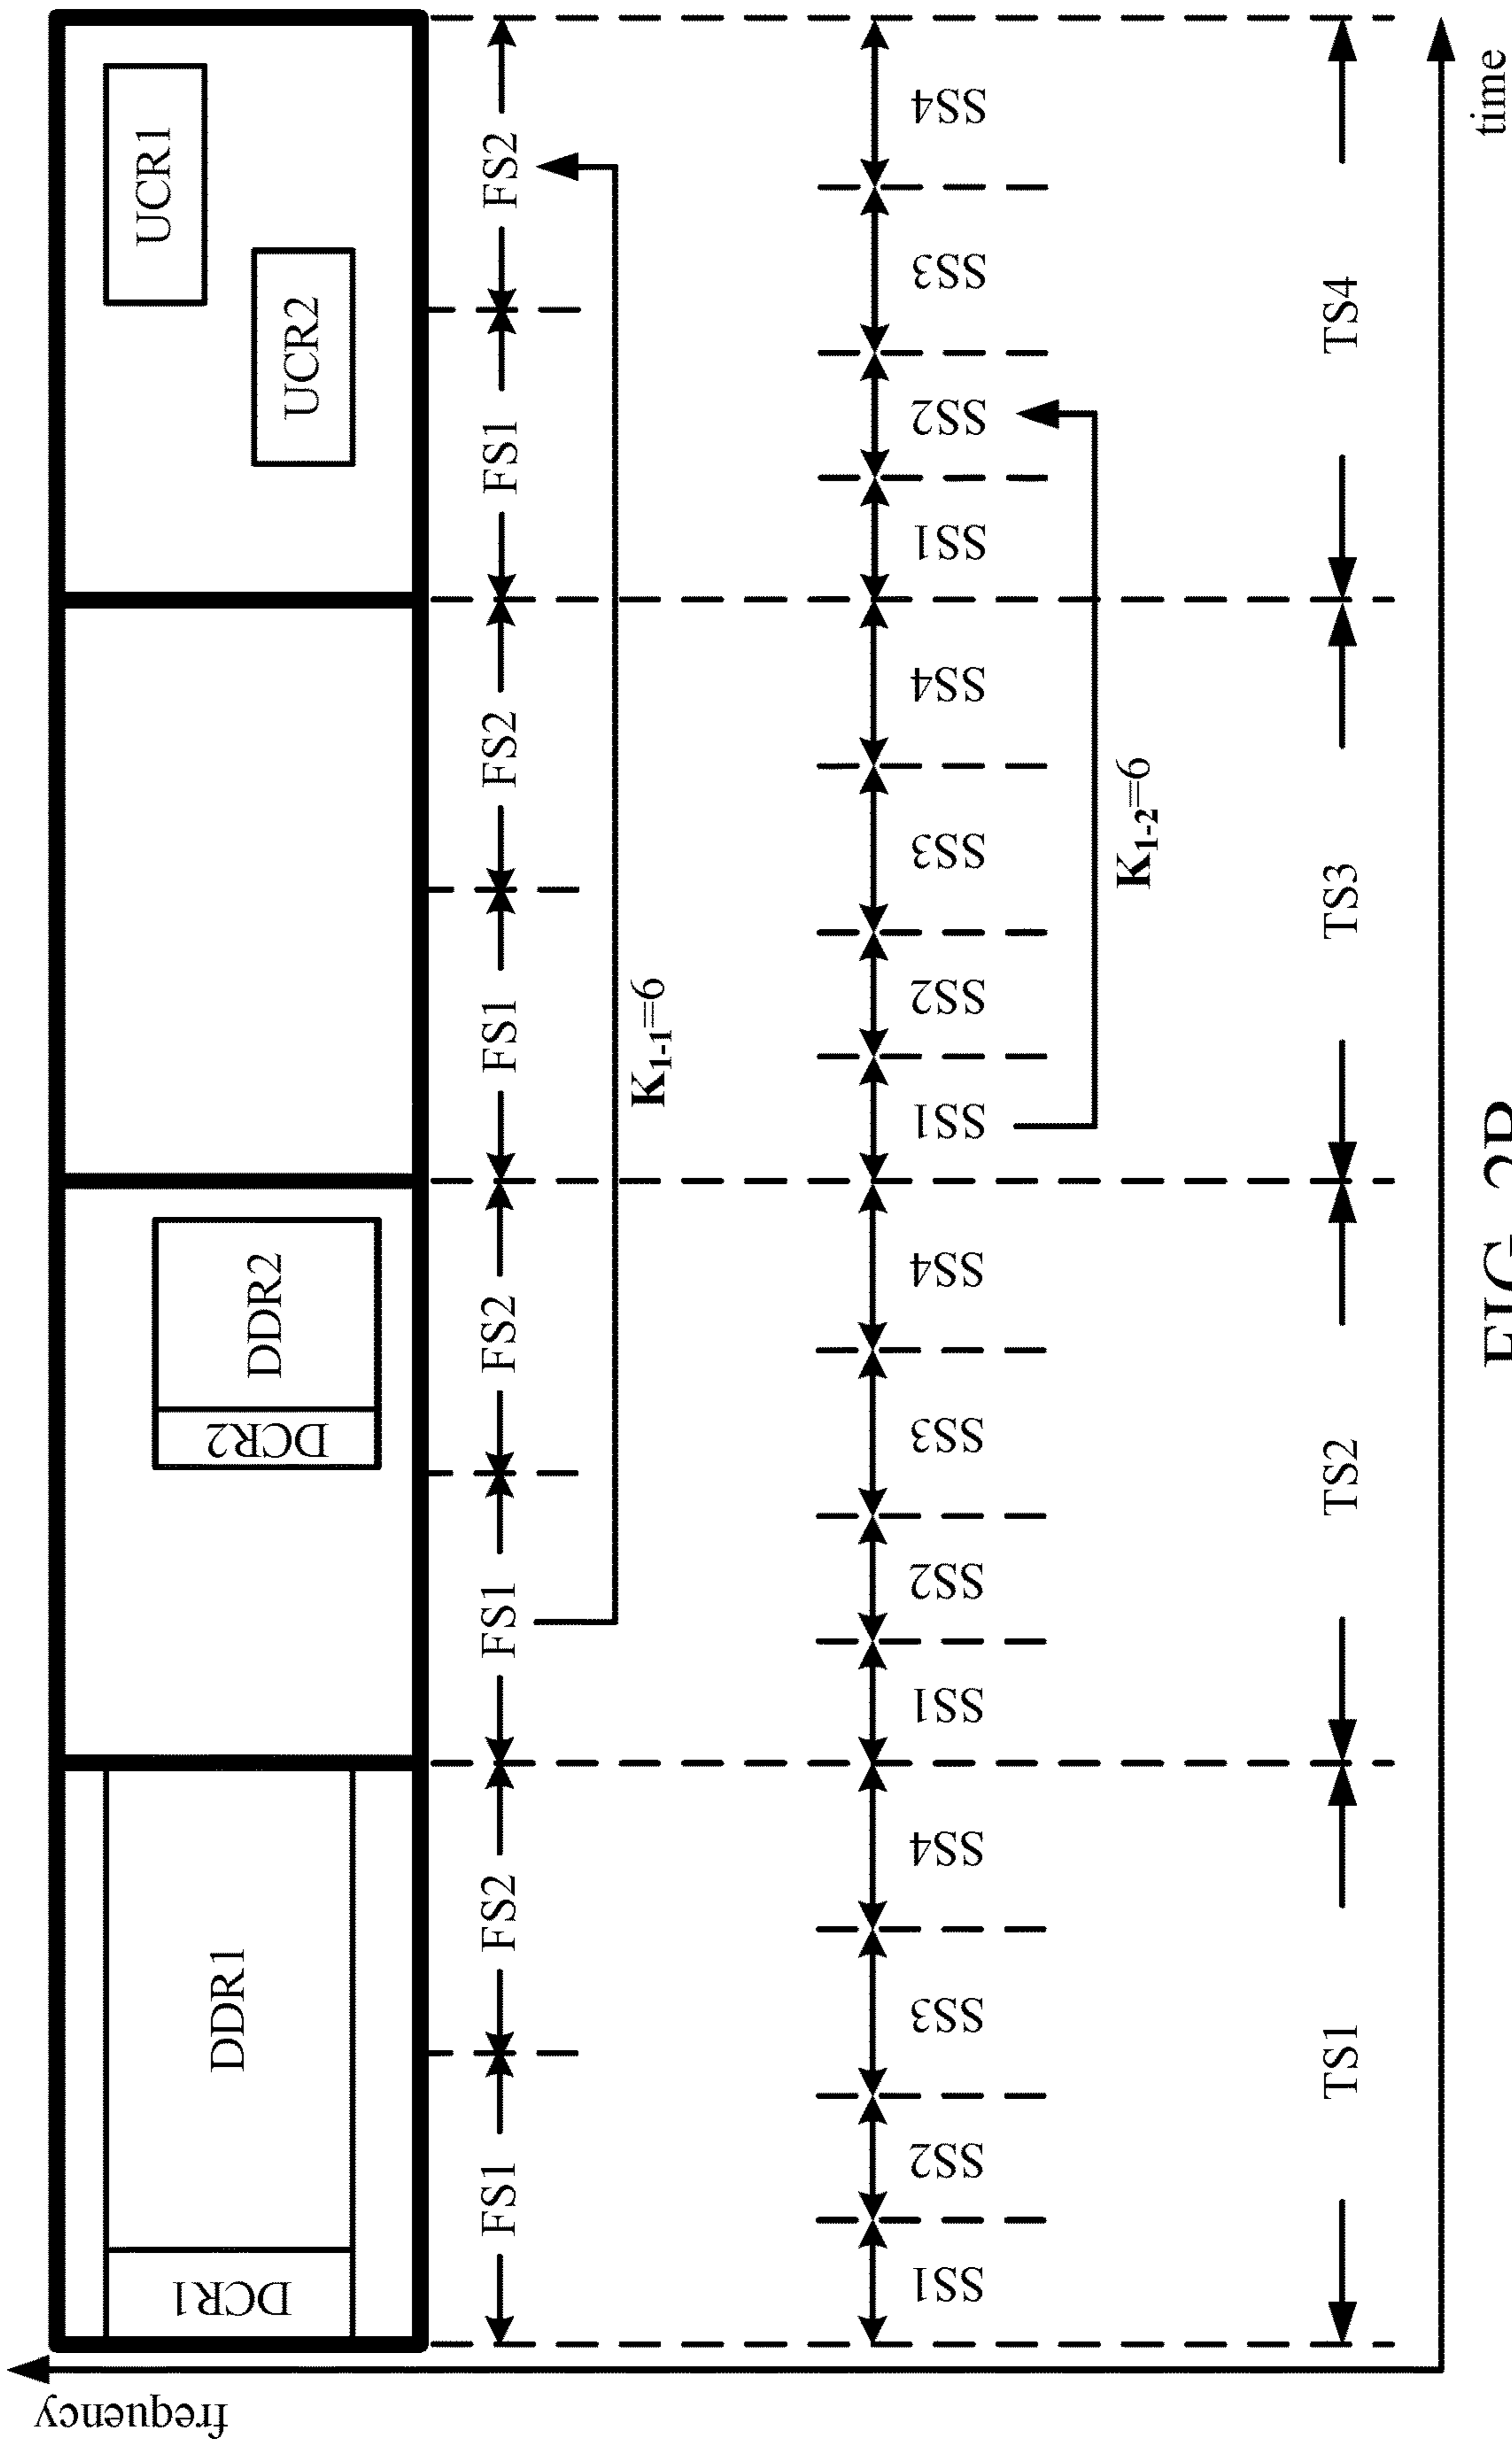 frequency
DCR1
DDR1
DCR2
DDR2
UCR2
UCR1
FS1
FS2
FS1
FS2
FS1
FS2
FS1
FS2
K1-1=6
SS1
SS2
SS3
SS4
SS1
SS2
SS3
SS4
SS1
SS2
SS3
SS4
SS1
SS2
SS3
SS4
K1-2=6
TS1
TS2
TS3
TS4
time